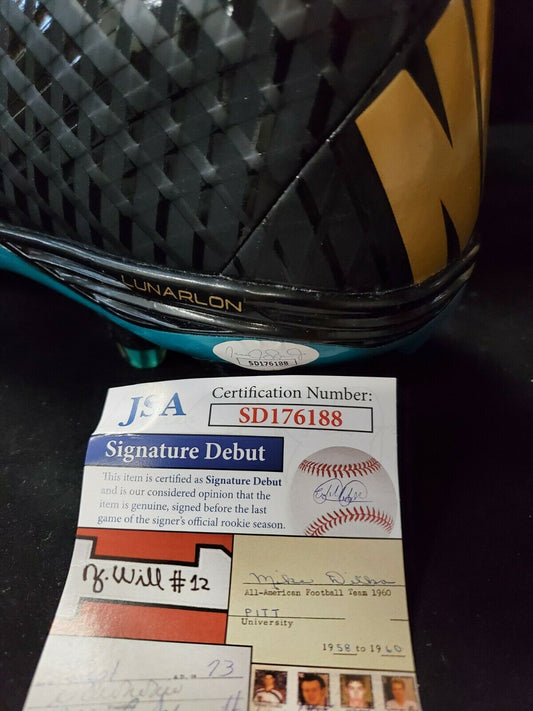 LUNARLON
SD176188
JSA
Certification Number:
SD176188
Signature Debut
This item is certified as Signature Debut
and is our considered opinion that the
item is genuine, signed before the last
game of the signer's official rookie season.
Y. Will #12
Mike Ditka
All-American Football Team 1960
PITT
University
1958 to 1960
73